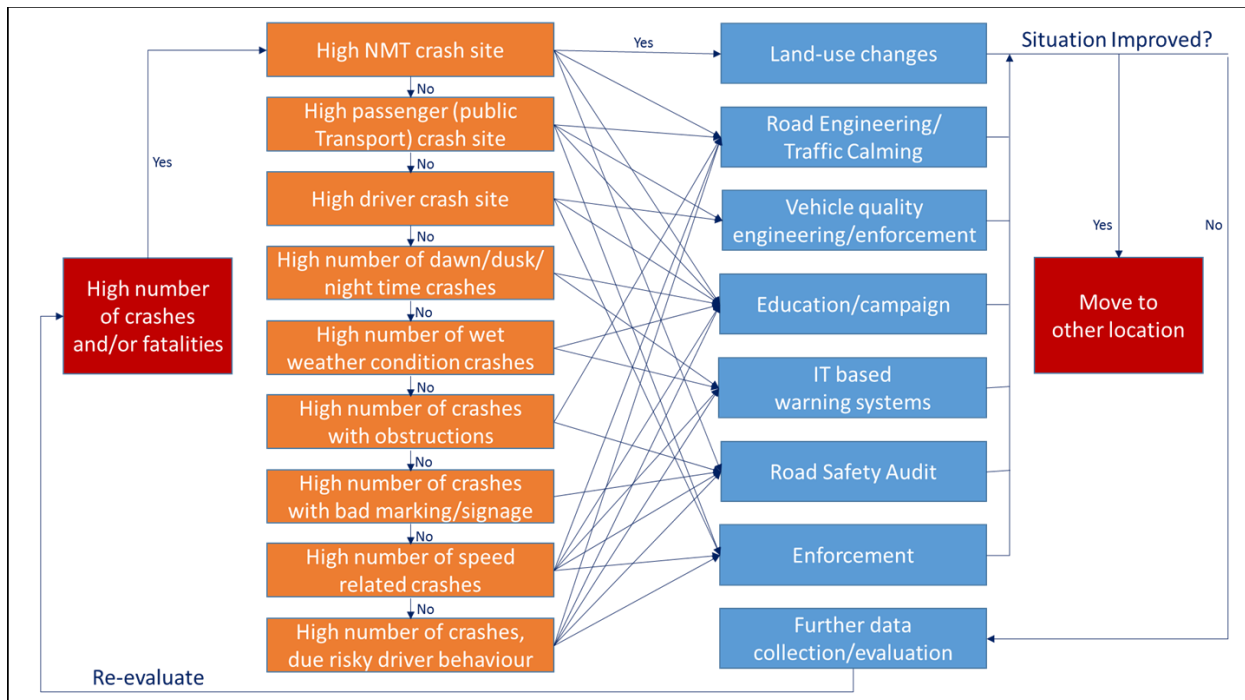 High NMT crash site
Yes
Land-use changes
Situation Improved?
No
High passenger (public
Transport) crash site
Road Engineering/
Traffic Calming
Yes
No
High driver crash site
Vehicle quality
engineering/enforcement
Yes
No
No
High number of dawn/dusk/
night time crashes
Education/campaign
High number
of crashes
and/or fatalities
Move to
other location
No
High number of wet
weather condition crashes
IT based
warning systems
No
High number of crashes
with obstructions
Road Safety Audit
No
High number of crashes
with bad marking/signage
Enforcement
No
High number of speed
related crashes
No
High number of crashes,
due risky driver behaviour
Further data
collection/evaluation
Re-evaluate